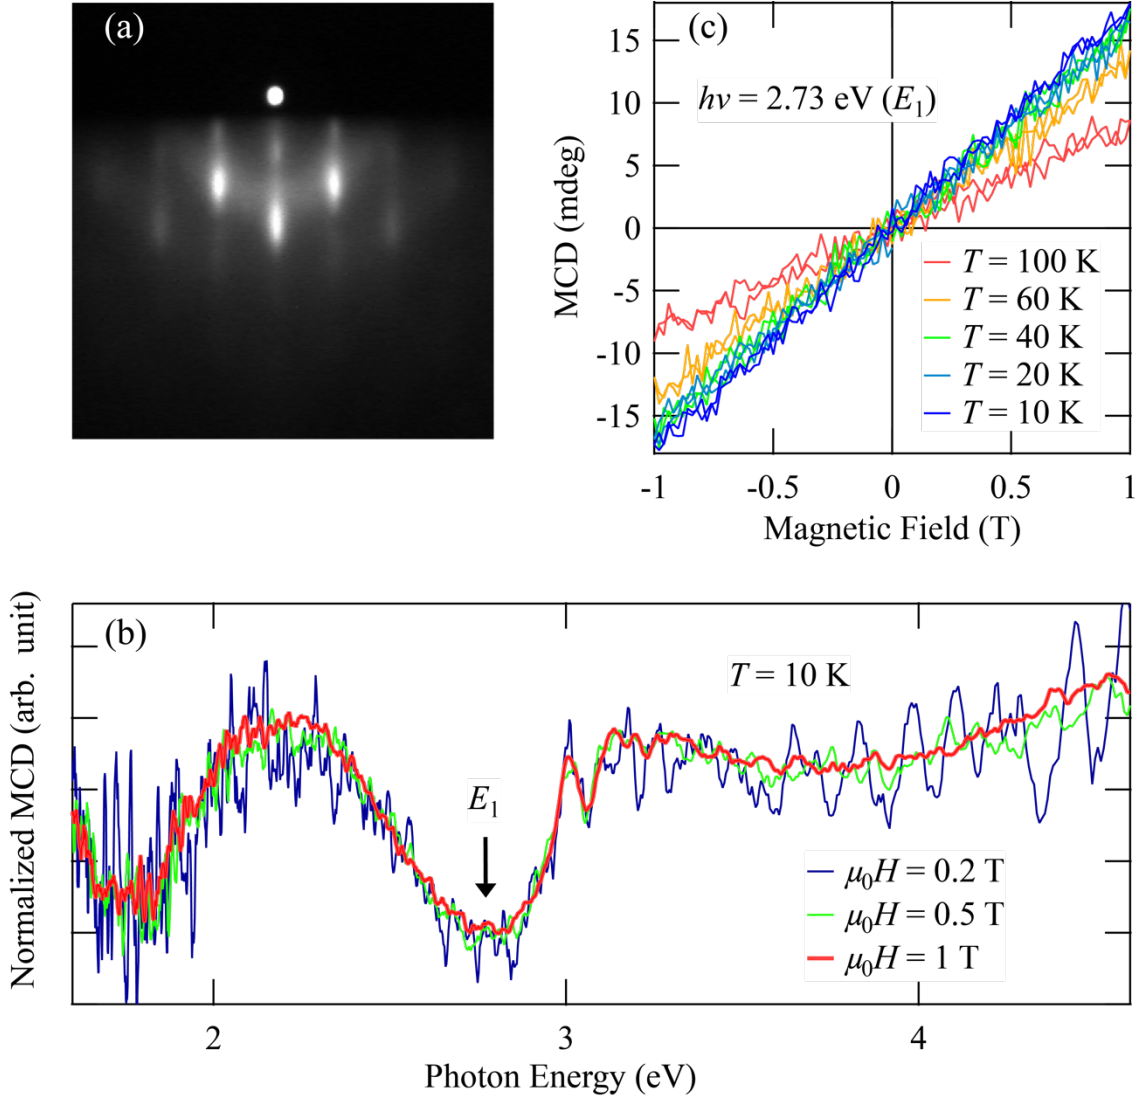 (a)
(c)
hν = 2.73 eV (E₁)
MCD (mdeg)
15
10
5
0
-5
-10
-15
T = 100 K
T = 60 K
T = 40 K
T = 20 K
T = 10 K
-1
-0.5
0
0.5
1
Magnetic Field (T)
(b)
Normalized MCD (arb. unit)
T = 10 K
E₁
μ₀H = 0.2 T
μ₀H = 0.5 T
μ₀H = 1 T
2
3
4
Photon Energy (eV)